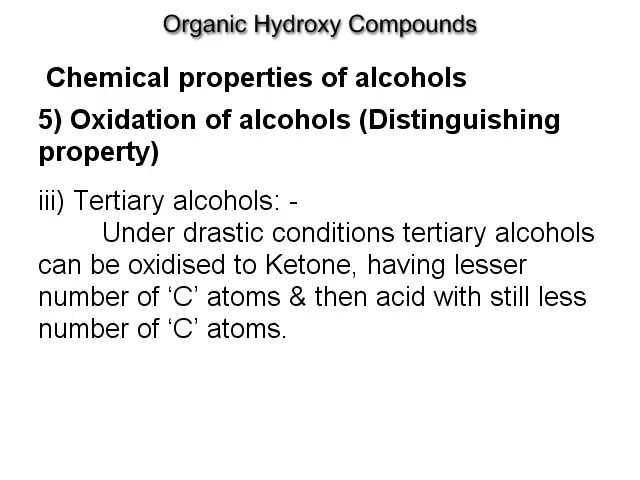 Organic Hydroxy Compounds
Chemical properties of alcohols
5) Oxidation of alcohols (Distinguishing
property)
iii) Tertiary alcohols: -
Under drastic conditions tertiary alcohols
can be oxidised to Ketone, having lesser
number of ‘C’ atoms & then acid with still less
number of ‘C’ atoms.